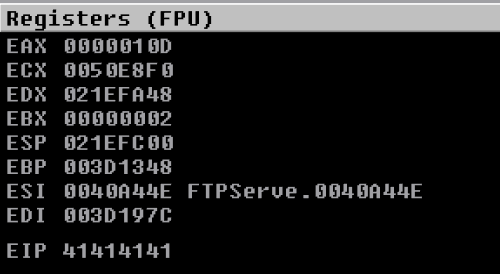 Registers (FPU)
EAX 0000010D
ECX 0050E8F0
EDX 021EFA48
EBX 00000002
ESP 021EFC00
EBP 003D1348
ESI 0040A44E FTPServe.0040A44E
EDI 003D197C
EIP 41414141